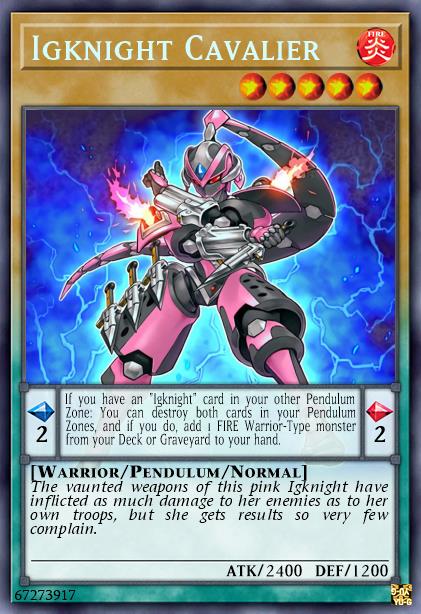 Igknight Cavalier
FIRE
炎
If you have an "Igknight" card in your other Pendulum
Zone: You can destroy both cards in your Pendulum
Zones, and if you do, add 1 FIRE Warrior-Type monster
from your Deck or Graveyard to your hand.
2
2
[Warrior/Pendulum/Normal]
The vaunted weapons of this pink Igknight have
inflicted as much damage to her enemies as to her
own troops, but she gets results so very few
complain.
ATK/2400 DEF/1200
67273917